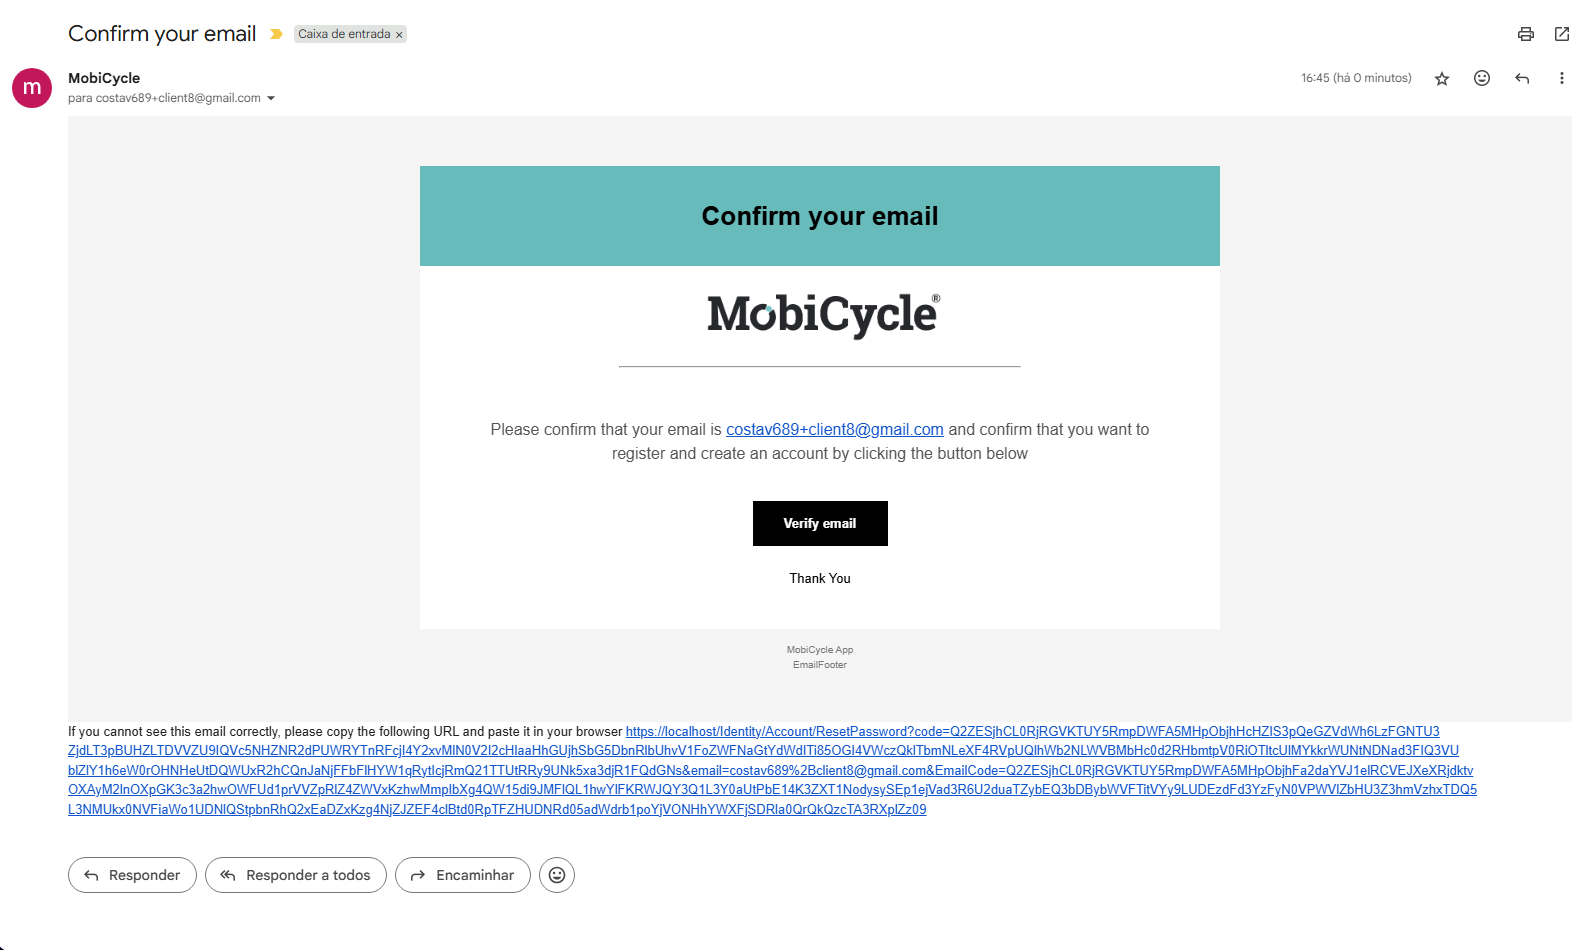 Confirm your email
Caixa de entrada ×
m
MobiCycle
16:45 (há 0 minutos)
para costav689+client8@gmail.com
Confirm your email
MobiCycle®
Please confirm that your email is costav689+client8@gmail.com and confirm that you want to
register and create an account by clicking the button below
Verify email
Thank You
MobiCycle App
EmailFooter
If you cannot see this email correctly, please copy the following URL and paste it in your browser https://localhost/Identity/Account/ResetPassword?code=
&email=costav689%2Bclient8@gmail.com&EmailCode=
Responder
Responder a todos
Encaminhar